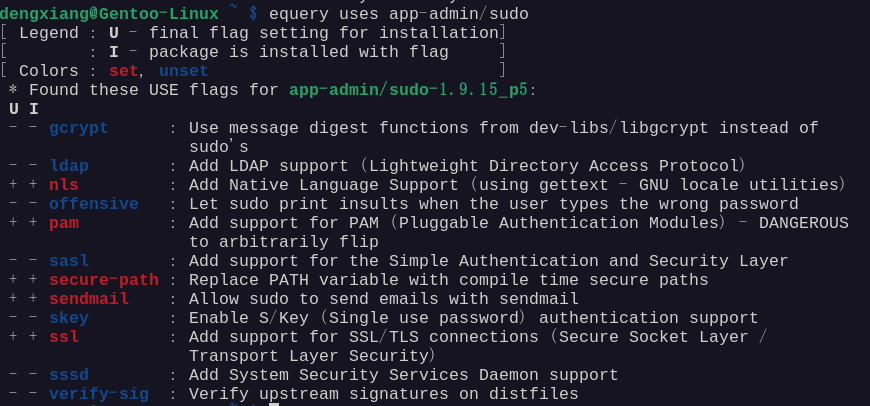 dengxiang@Gentoo-Linux ~ $ equery uses app-admin/sudo
[ Legend : U - final flag setting for installation]
[        : I - package is installed with flag     ]
[ Colors : set, unset                             ]
 * Found these USE flags for app-admin/sudo-1.9.15_p5:
 U I
 - - gcrypt      : Use message digest functions from dev-libs/libgcrypt instead of
                   sudo's
 - - ldap        : Add LDAP support (Lightweight Directory Access Protocol)
 + + nls         : Add Native Language Support (using gettext - GNU locale utilities)
 - - offensive   : Let sudo print insults when the user types the wrong password
 + + pam         : Add support for PAM (Pluggable Authentication Modules) - DANGEROUS
                   to arbitrarily flip
 - - sasl        : Add support for the Simple Authentication and Security Layer
 + + secure-path : Replace PATH variable with compile time secure paths
 + + sendmail    : Allow sudo to send emails with sendmail
 - - skey        : Enable S/Key (Single use password) authentication support
 + + ssl         : Add support for SSL/TLS connections (Secure Socket Layer /
                   Transport Layer Security)
 - - sssd        : Add System Security Services Daemon support
 - - verify-sig  : Verify upstream signatures on distfiles